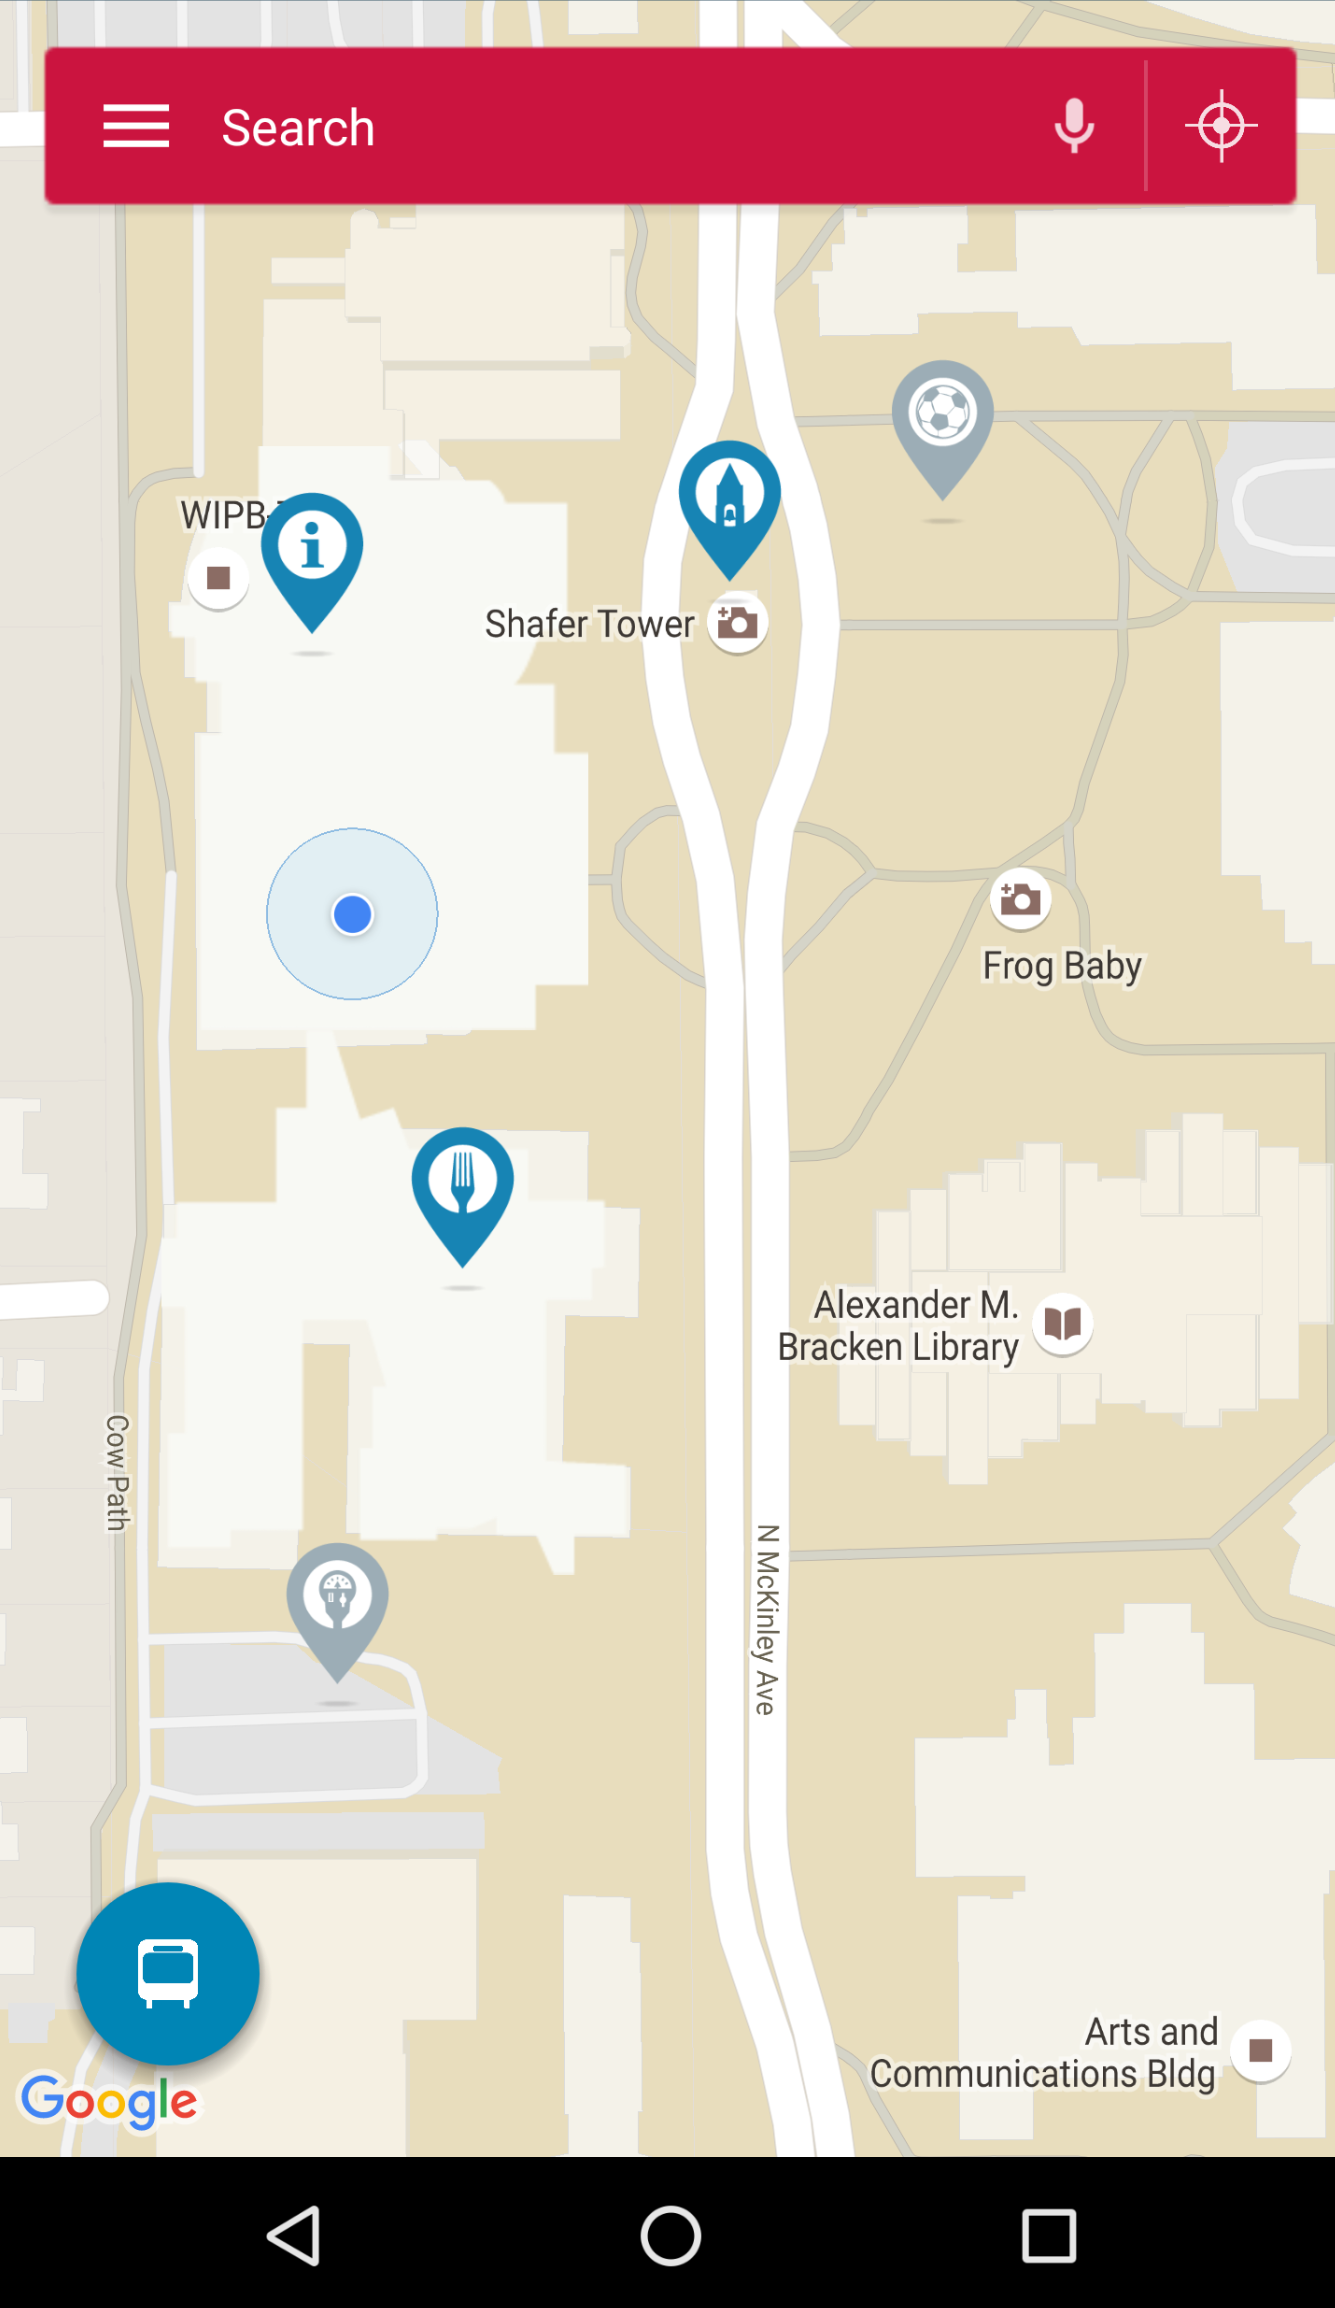 Search
WIPB-
Shafer Tower
Frog Baby
Alexander M.
Bracken Library
Cow Path
N McKinley Ave
Arts and
Communications Bldg
Google